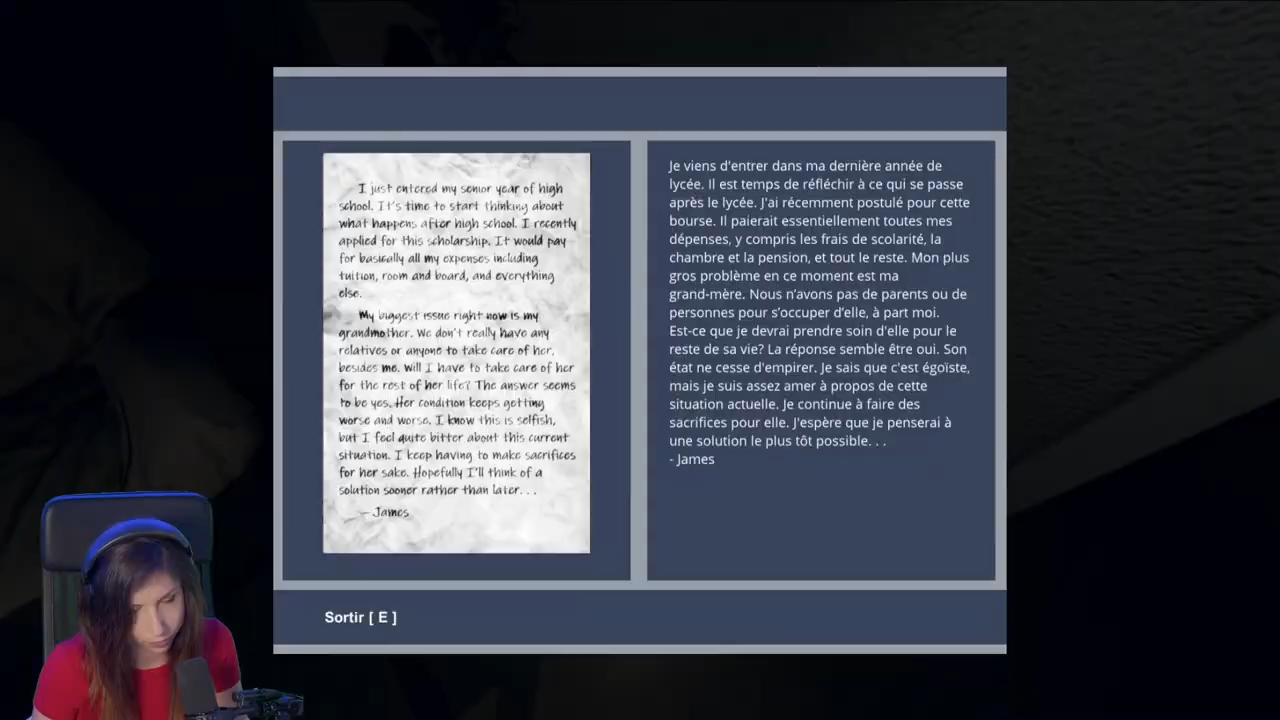 I just entered my senior year of high
school. It's time to start thinking about
what happens after high school. I recently
applied for this scholarship. It would pay
for basically all my expenses including
tuition, room and board, and everything
else.
My biggest issue right now is my
grandmother. We don't really have any
relatives or anyone to take care of her,
besides me. Will I have to take care of her
for the rest of her life? The answer seems
to be yes. Her condition keeps getting
worse and worse. I know this is selfish,
but I feel quite bitter about this current
situation. I keep having to make sacrifices
for her sake. Hopefully I'll think of a
solution sooner rather than later. . .
- James
Je viens d'entrer dans ma dernière année de
lycée. Il est temps de réfléchir à ce qui se passe
après le lycée. J'ai récemment postulé pour cette
bourse. Il paierait essentiellement toutes mes
dépenses, y compris les frais de scolarité, la
chambre et la pension, et tout le reste. Mon plus
gros problème en ce moment est ma
grand-mère. Nous n'avons pas de parents ou de
personnes pour s'occuper d'elle, à part moi.
Est-ce que je devrai prendre soin d'elle pour le
reste de sa vie? La réponse semble être oui. Son
état ne cesse d'empirer. Je sais que c'est égoïste,
mais je suis assez amer à propos de cette
situation actuelle. Je continue à faire des
sacrifices pour elle. J'espère que je penserai à
une solution le plus tôt possible. . .
- James
Sortir [ E ]